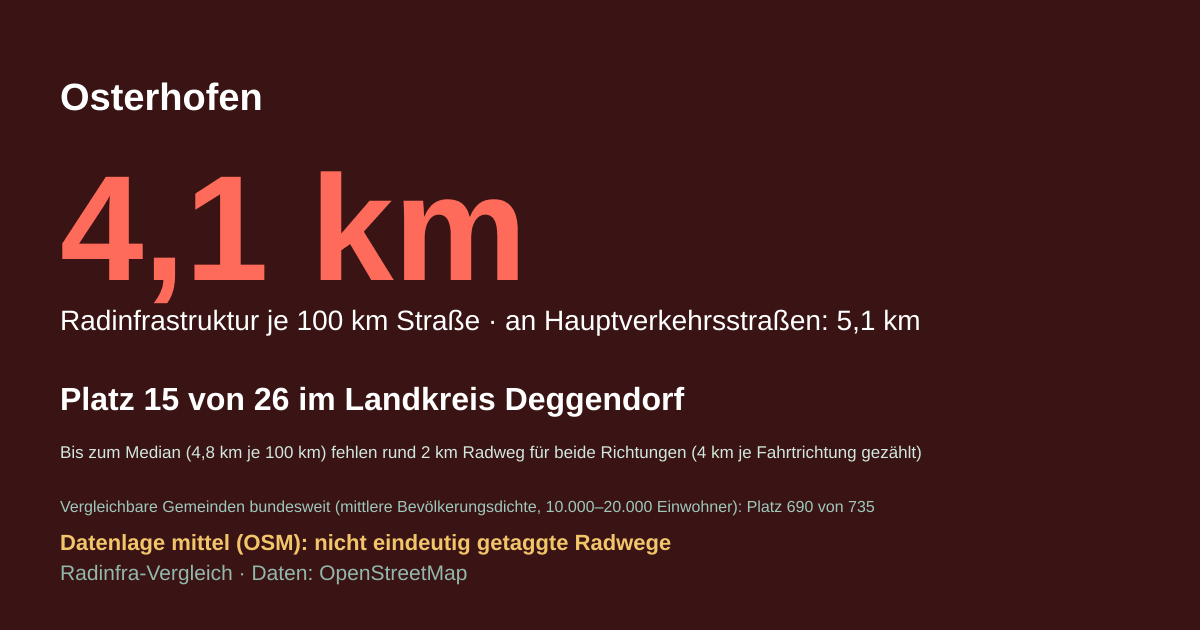 Osterhofen
4,1 km
Radinfrastruktur je 100 km Straße · an Hauptverkehrsstraßen: 5,1 km
Platz 15 von 26 im Landkreis Deggendorf
Bis zum Median (4,8 km je 100 km) fehlen rund 2 km Radweg für beide Richtungen (4 km je Fahrtrichtung gezählt)
Vergleichbare Gemeinden bundesweit (mittlere Bevölkerungsdichte, 10.000–20.000 Einwohner): Platz 690 von 735
Datenlage mittel (OSM): nicht eindeutig getaggte Radwege
Radinfra-Vergleich · Daten: OpenStreetMap